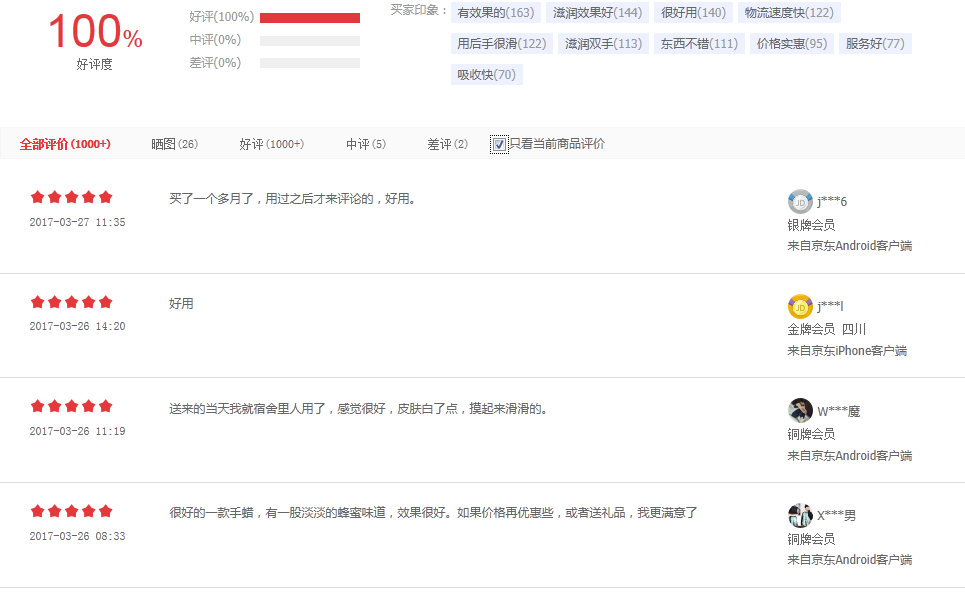 100%
好评度
好评(100%)
中评(0%)
差评(0%)
买家印象：
有效果的(163) 滋润效果好(144) 很好用(140) 物流速度快(122)
用后手很滑(122) 滋润双手(113) 东西不错(111) 价格实惠(95) 服务好(77)
吸收快(70)
全部评价(1000+) 晒图(26) 好评(1000+) 中评(5) 差评(2) 只看当前商品评价
买了一个多月了，用过之后才来评论的，好用。
2017-03-27 11:35
JD j***6
银牌会员
来自京东Android客户端
好用
2017-03-26 14:20
JD j***l
金牌会员 四川
来自京东iPhone客户端
送来的当天我就宿舍里人用了，感觉很好，皮肤白了点，摸起来滑滑的。
2017-03-26 11:19
W***魔
铜牌会员
来自京东Android客户端
很好的一款手蜡，有一股淡淡的蜂蜜味道，效果很好。如果价格再优惠些，或者送礼品，我更满意了
2017-03-26 08:33
X***男
铜牌会员
来自京东Android客户端